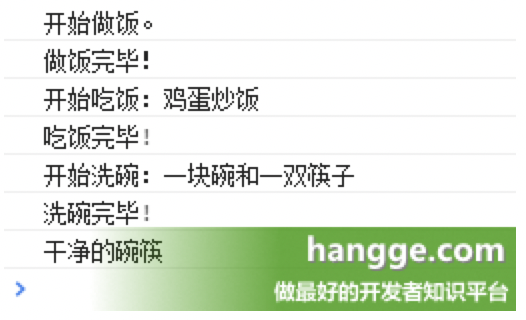 开始做饭。
做饭完毕!
开始吃饭：鸡蛋炒饭
吃饭完毕!
开始洗碗：一块碗和一双筷子
洗碗完毕!
干净的碗筷
hangge.com
做最好的开发者知识平台